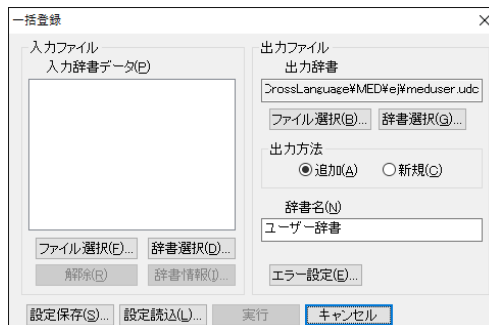 一括登録
入力ファイル
入力辞書データ(P)
ファイル選択(F)... 辞書選択(D)...
解除(R) 辞書情報(I)...
出力ファイル
出力辞書
CrossLanguage¥MED¥ej¥meduser.udc
ファイル選択(B)... 辞書選択(G)...
出力方法
追加(A) 新規(C)
辞書名(N)
ユーザー辞書
エラー設定(E)...
設定保存(S)... 設定読込(L)... 実行 キャンセル